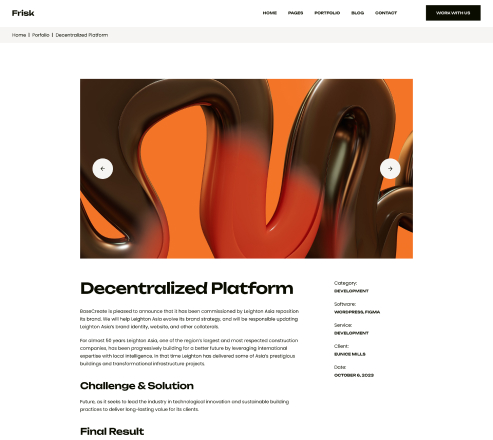 Frisk
HOME PAGES PORTFOLIO BLOG CONTACT WORK WITH US
Home | Porfolio | Decentralized Platform
Decentralized Platform
BaseCreate is pleased to announce that it has been commissioned by Leighton Asia reposition
its brand. We will help Leighton Asia evolve its brand strategy, and will be responsible updating
Leighton Asia's brand identity, website, and other collaterals.
For almost 50 years Leighton Asia, one of the region's largest and most respected construction
companies, has been progressively building for a better future by leveraging international
expertise with local intelligence. In that time Leighton has delivered some of Asia's prestigious
buildings and transformational infrastructure projects.
Challenge & Solution
Future, as it seeks to lead the industry in technological innovation and sustainable building
practices to deliver long-lasting value for its clients.
Final Result
Category:
DEVELOPMENT
Software:
WORDPRESS, FIGMA
Service:
DEVELOPMENT
Client:
EUNICE MILLS
Date:
OCTOBER 6, 2023